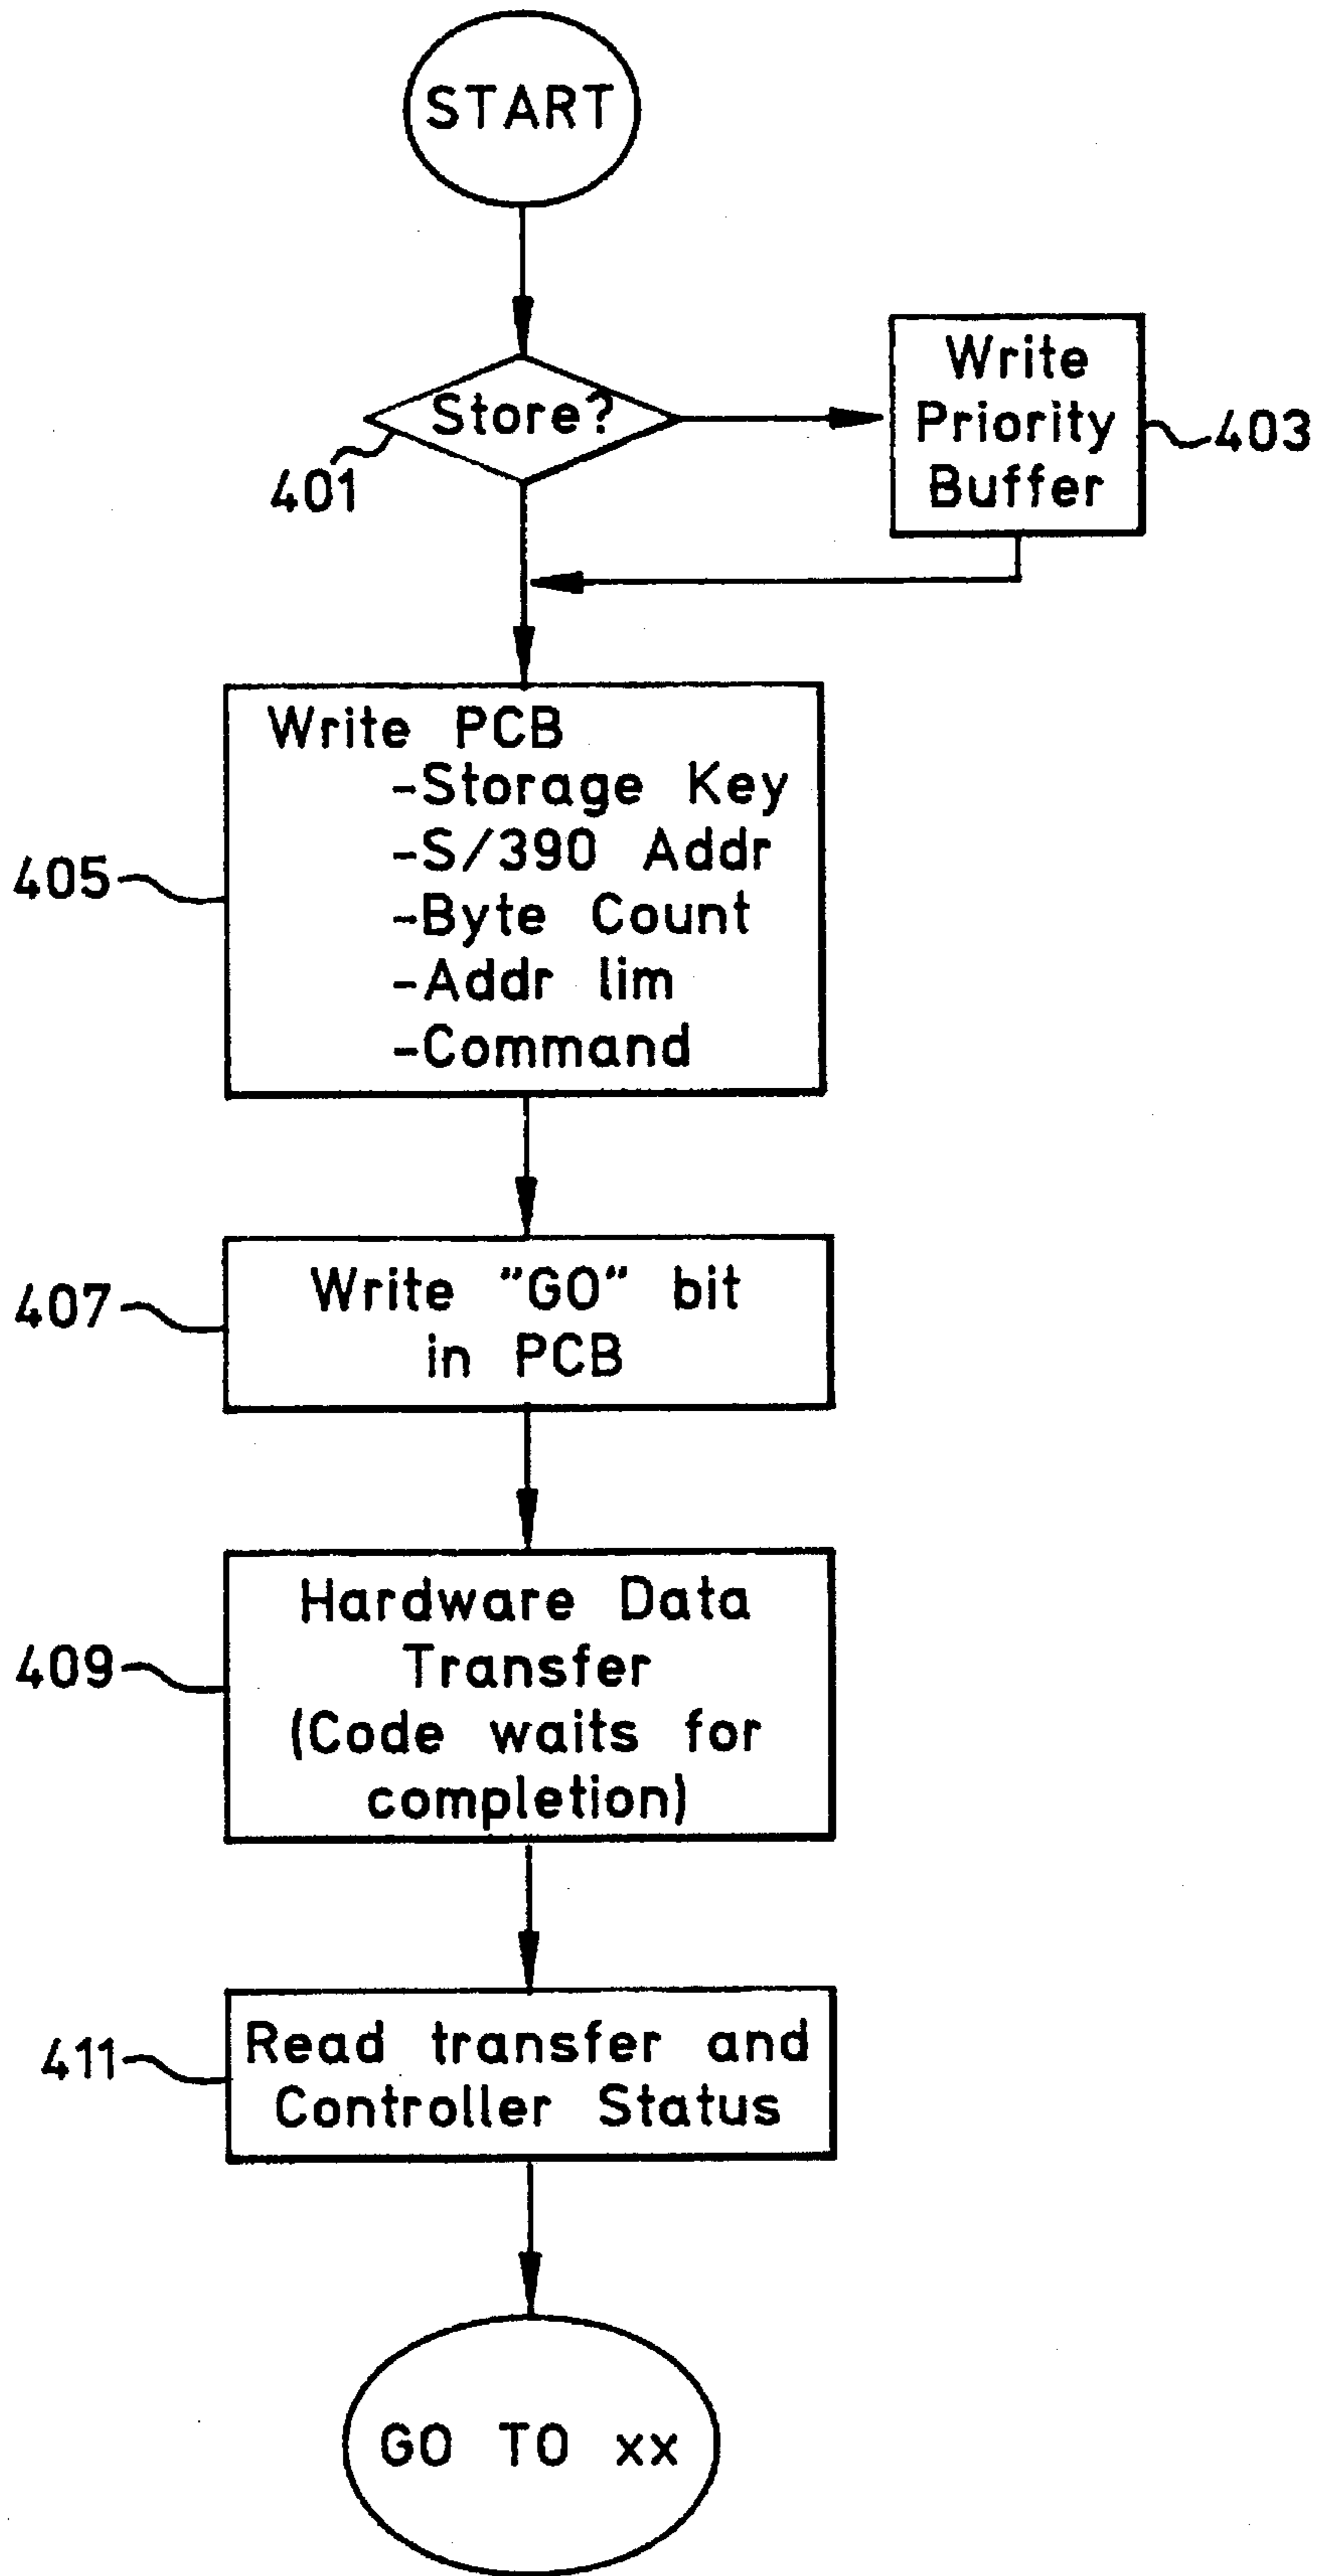 START
Store?
401
Write
Priority
Buffer
403
Write PCB
-Storage Key
-S/390 Addr
-Byte Count
-Addr lim
-Command
405
Write "GO" bit
in PCB
407
Hardware Data
Transfer
(Code waits for
completion)
409
Read transfer and
Controller Status
411
GO TO xx